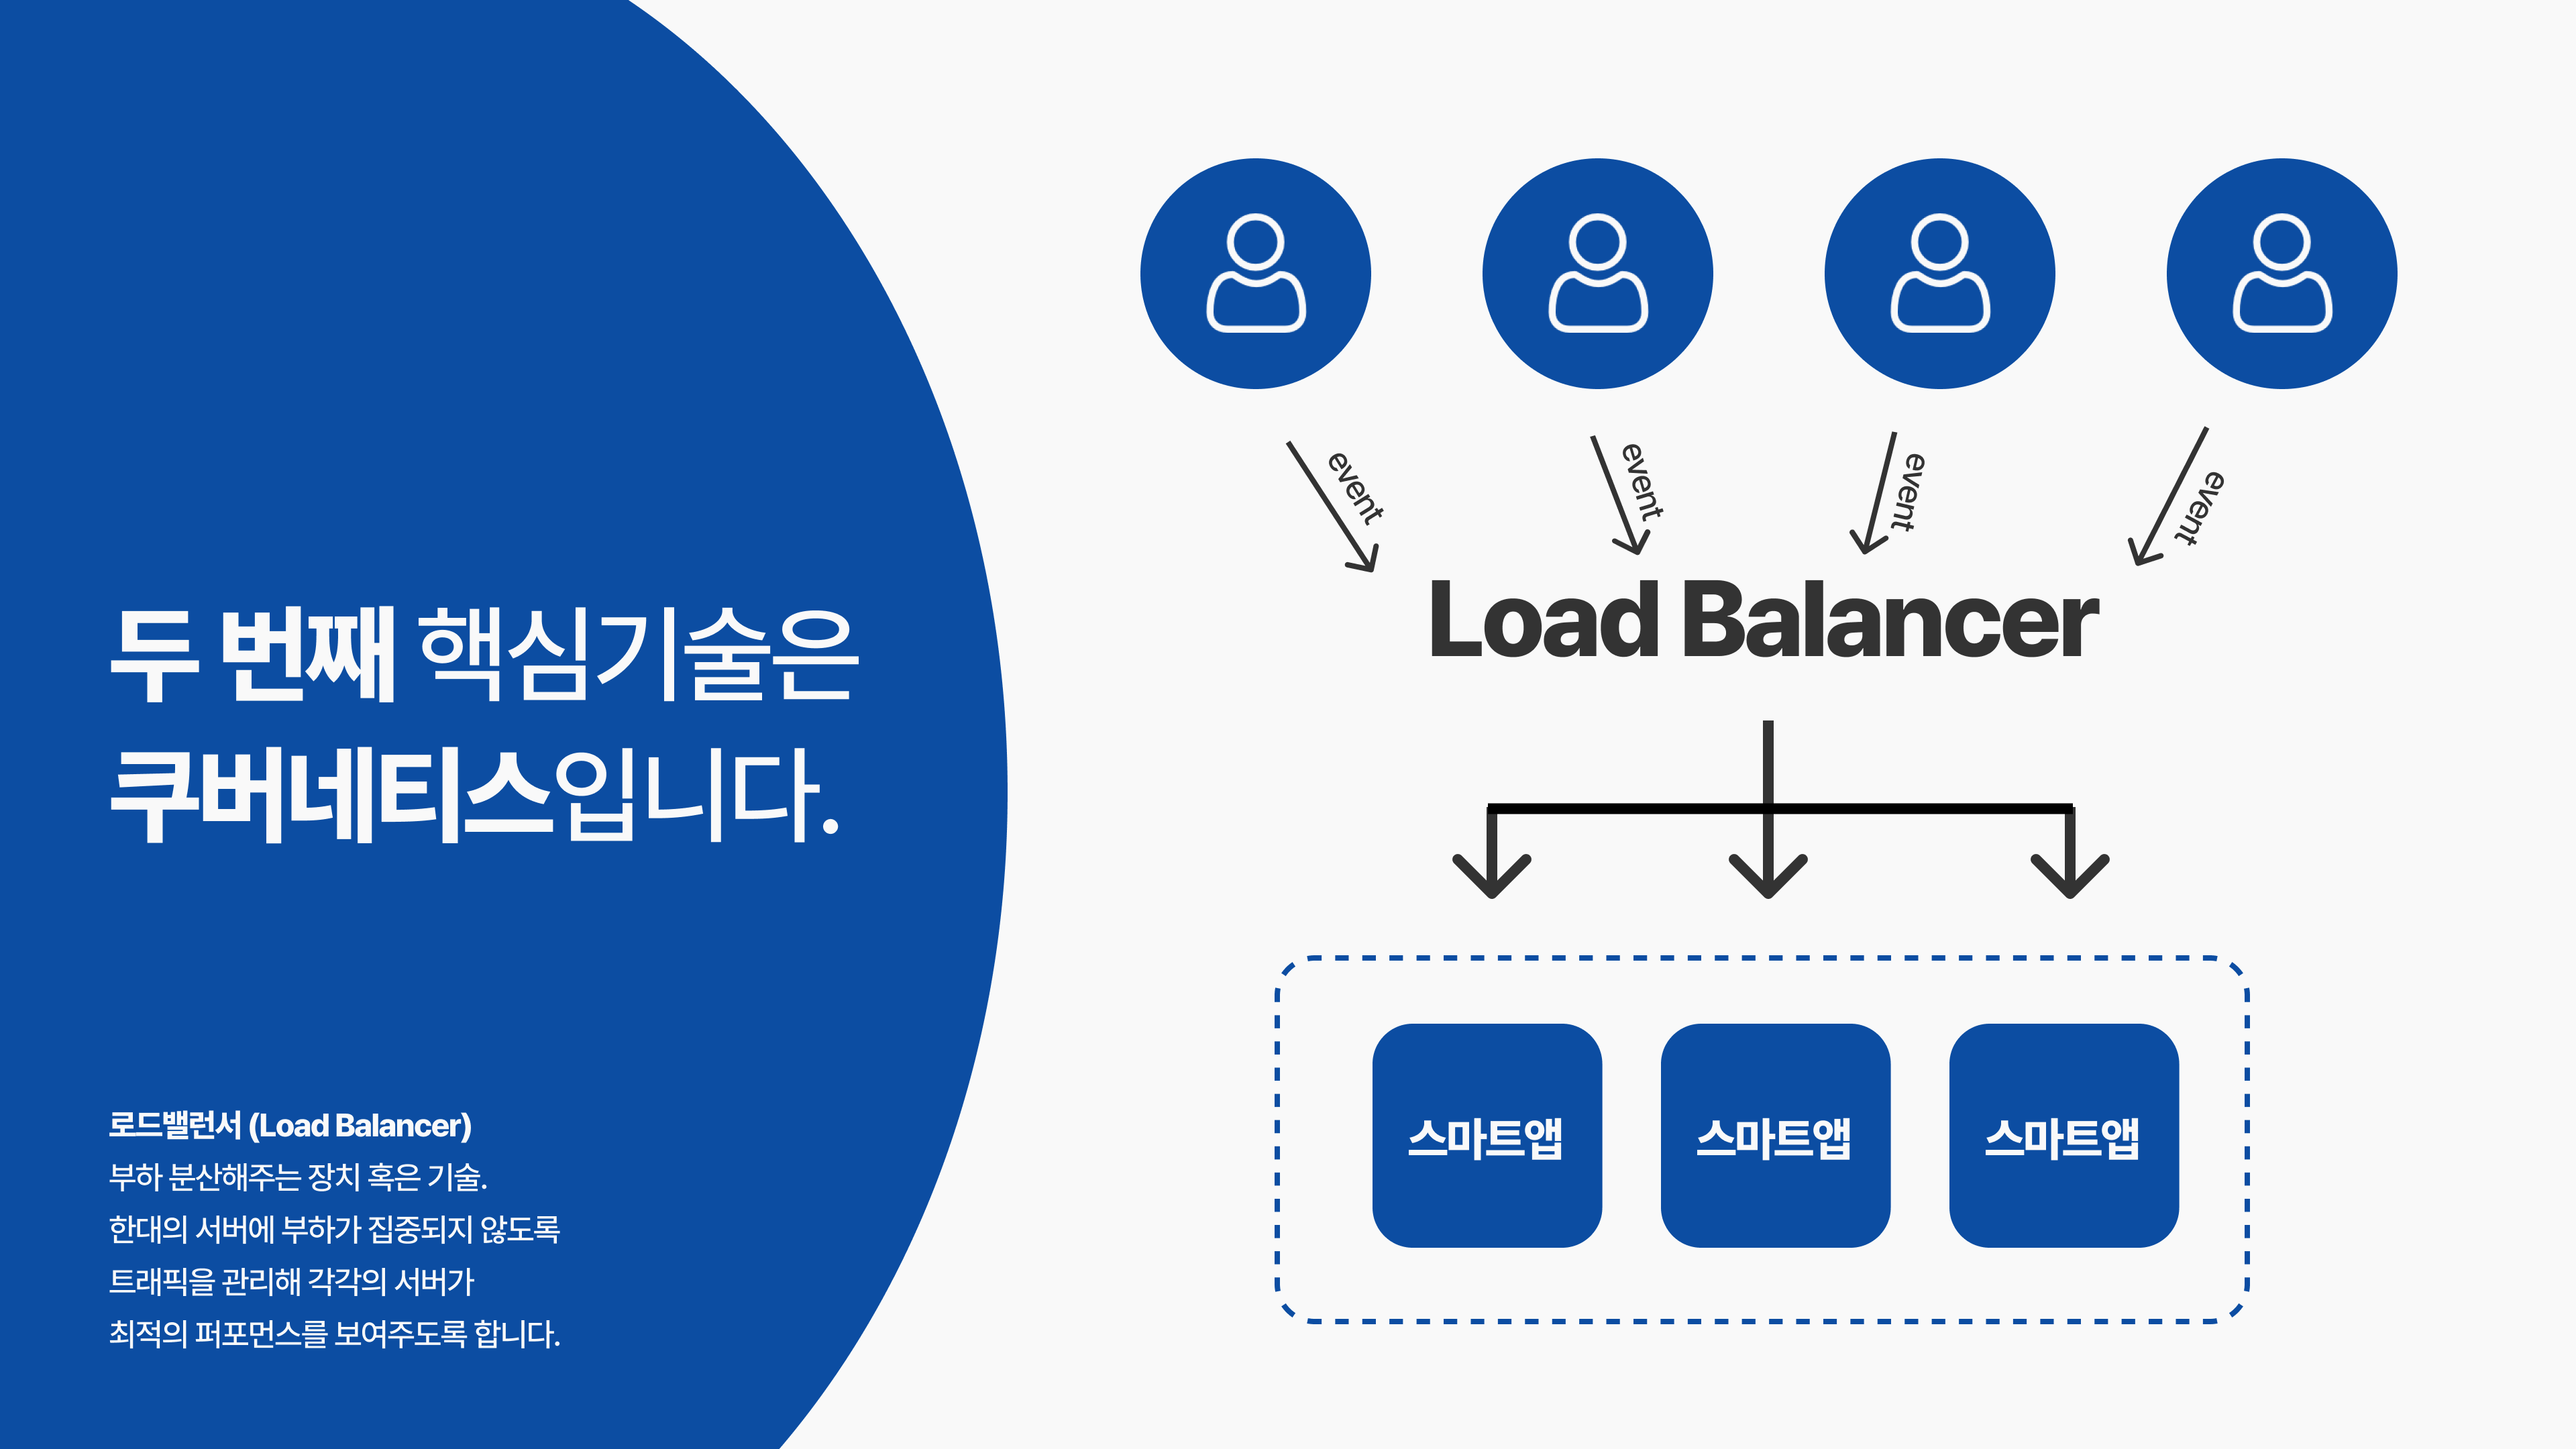 두 번째 핵심기술은
쿠버네티스입니다.
로드밸런서 (Load Balancer)
부하 분산해주는 장치 혹은 기술.
한대의 서버에 부하가 집중되지 않도록
트래픽을 관리해 각각의 서버가
최적의 퍼포먼스를 보여주도록 합니다.
event
event
event
event
Load Balancer
스마트앱
스마트앱
스마트앱